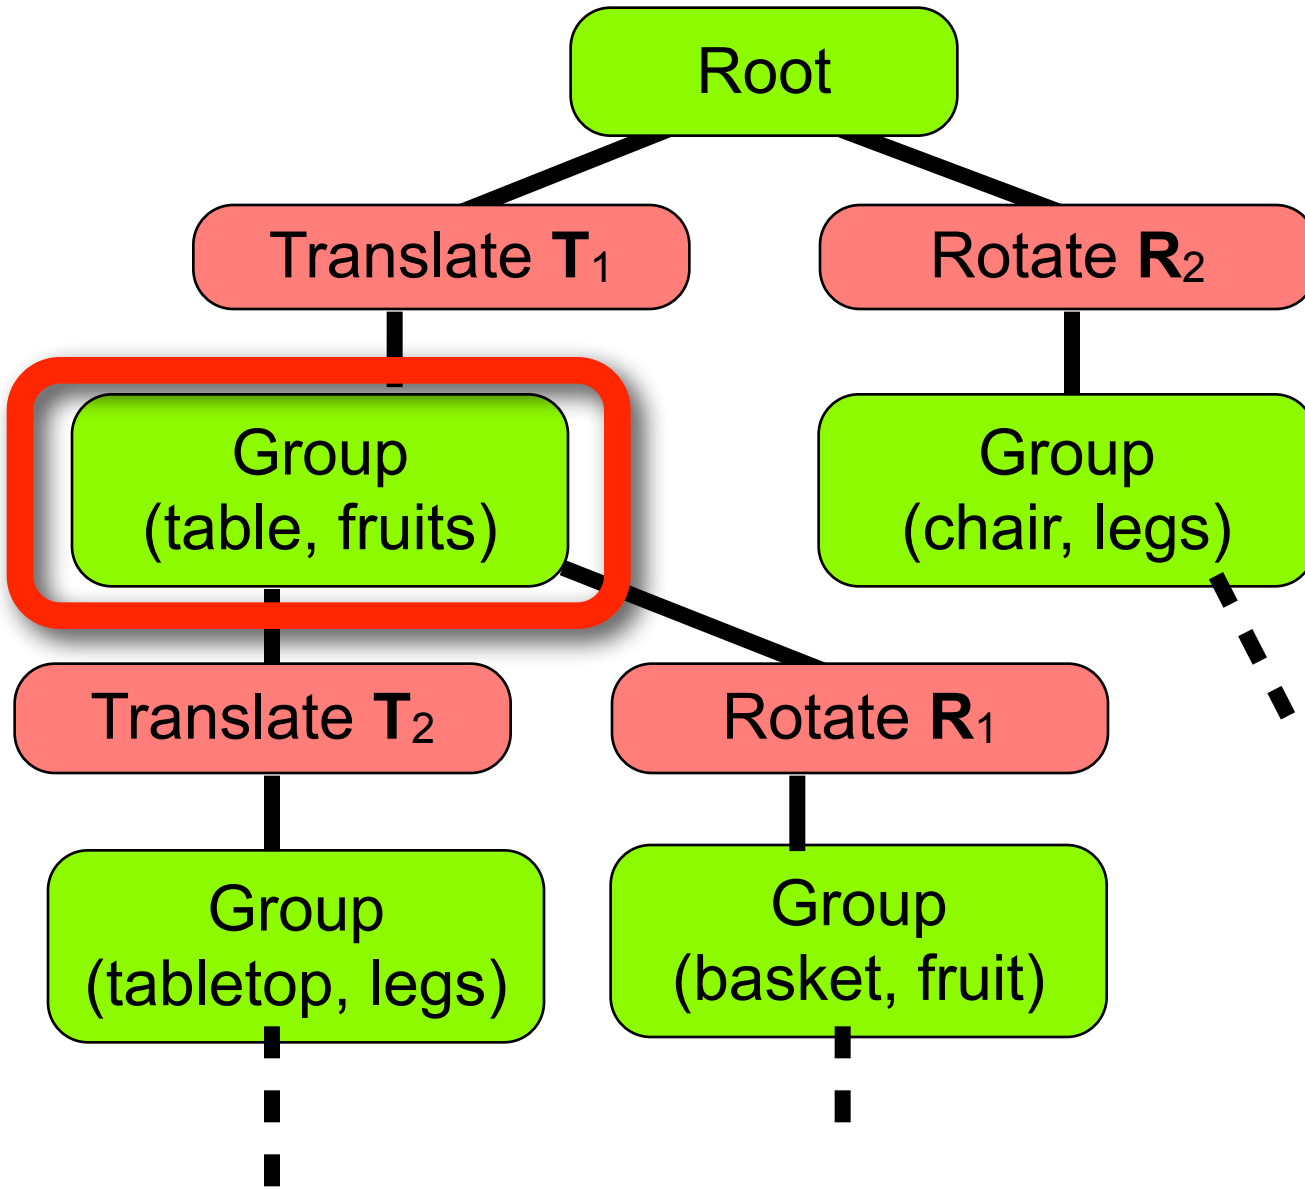 Root
Translate T1
Rotate R2
Group
(table, fruits)
Group
(chair, legs)
Translate T2
Rotate R1
Group
(tabletop, legs)
Group
(basket, fruit)